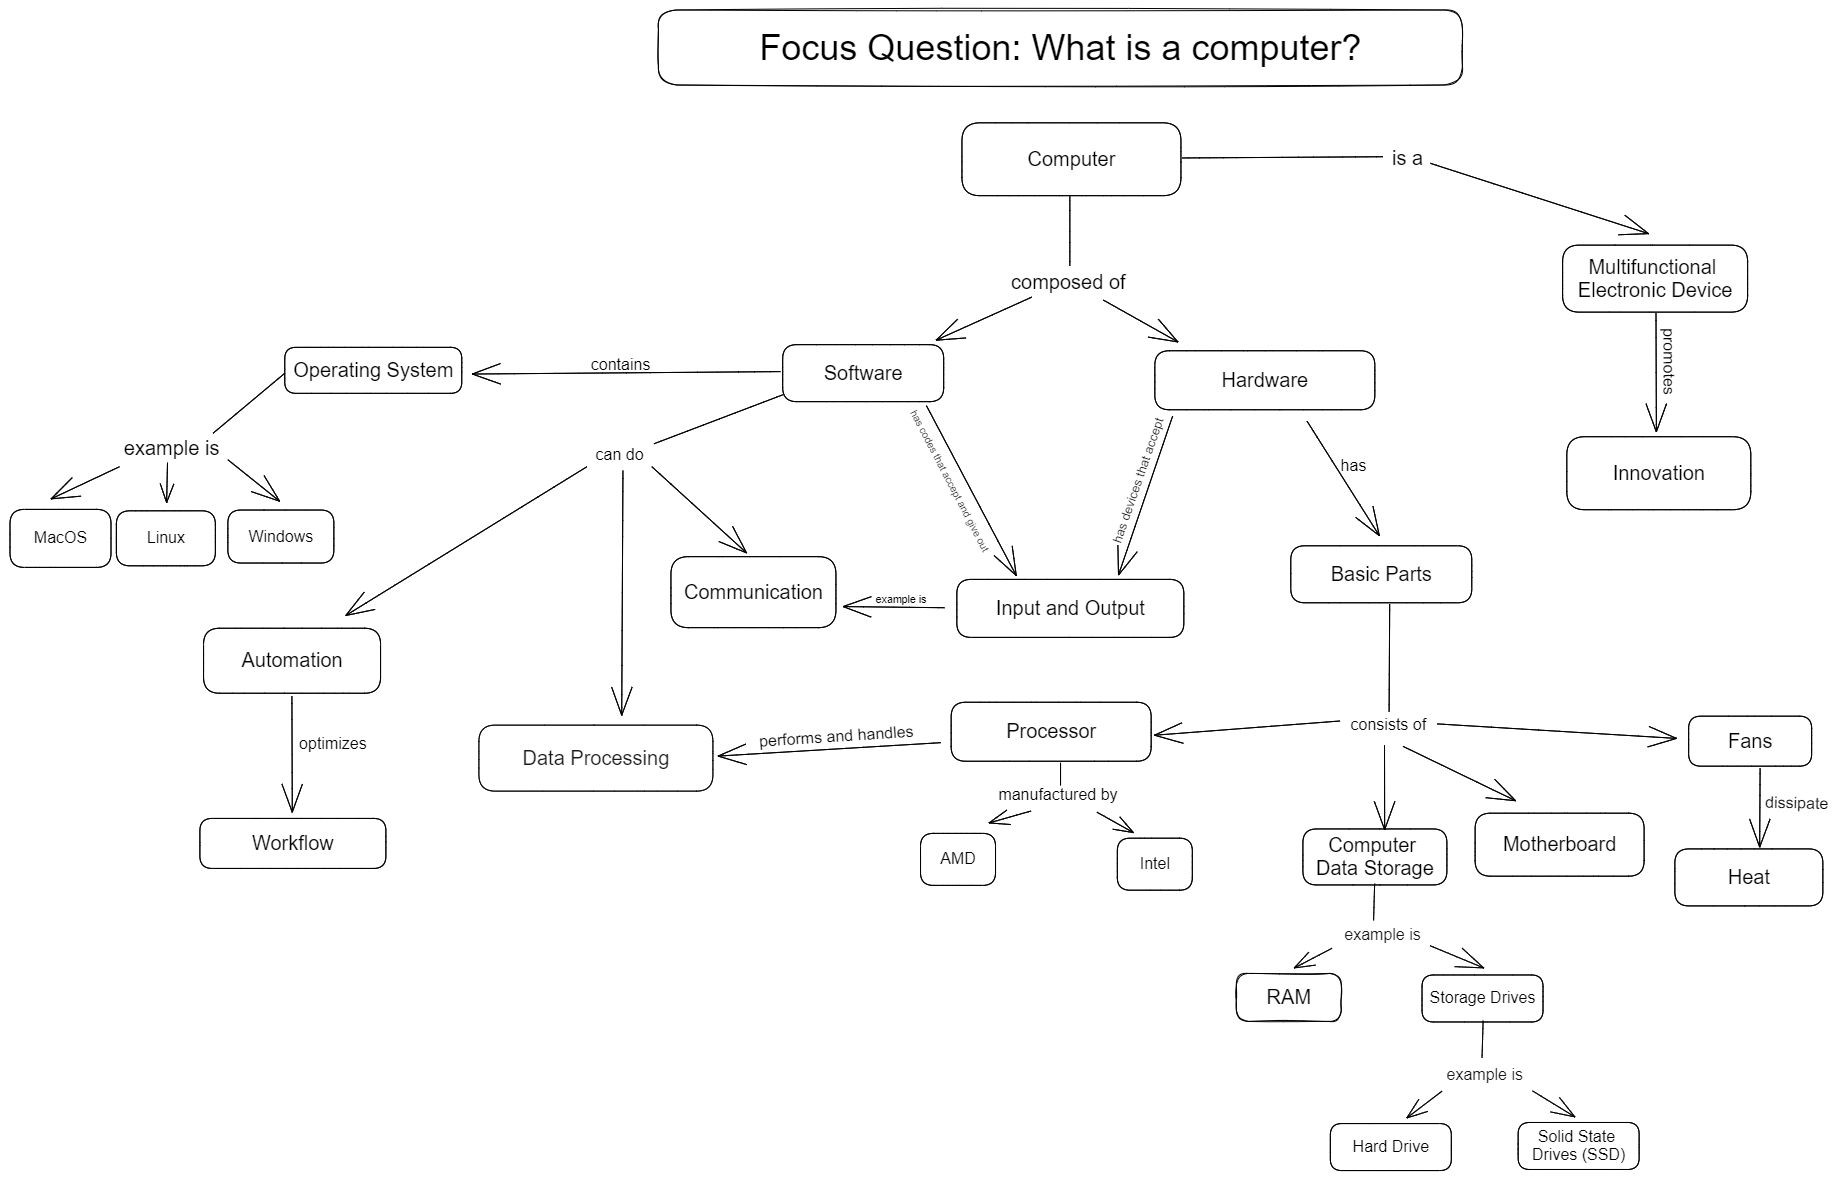 Focus Question: What is a computer?
Computer
is a
Multifunctional
Electronic Device
promotes
Innovation
composed of
Software
Hardware
contains
Operating System
example is
MacOS
Linux
Windows
can do
has codes that accept and give out
has devices that accept
has
Basic Parts
Communication
example is
Input and Output
Automation
optimizes
Workflow
Data Processing
performs and handles
Processor
manufactured by
AMD
Intel
consists of
Fans
dissipate
Heat
Motherboard
Computer
Data Storage
example is
RAM
Storage Drives
example is
Hard Drive
Solid State
Drives (SSD)